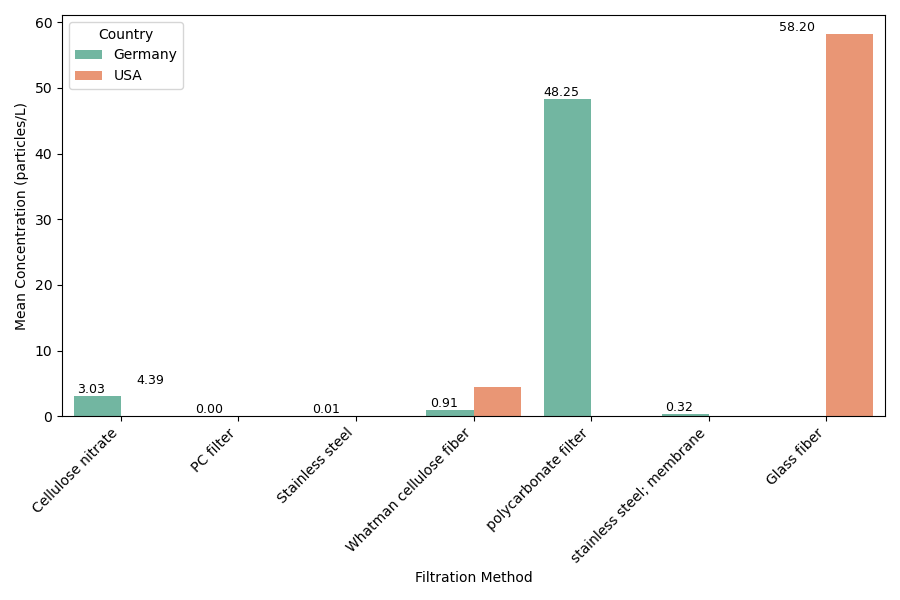 Country
Germany
USA
Mean Concentration (particles/L)
60
50
40
30
20
10
0
3.03
4.39
0.00
0.01
0.91
48.25
0.32
58.20
Cellulose nitrate
PC filter
Stainless steel
Whatman cellulose fiber
polycarbonate filter
stainless steel; membrane
Glass fiber
Filtration Method